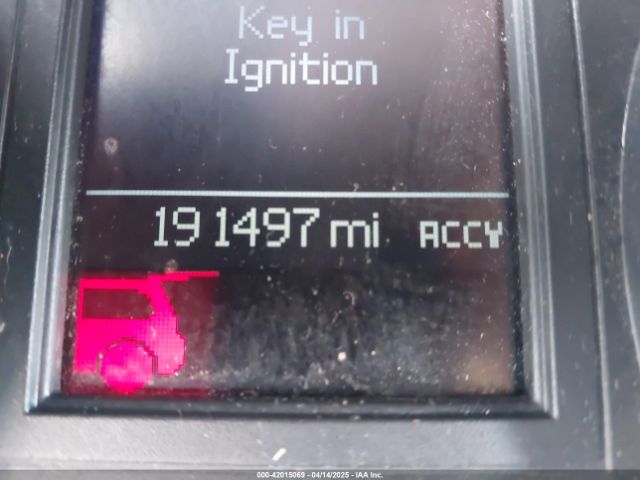 Key in
Ignition
191497 mi ACCY
000-42015069 - 04/14/2025 - IAA Inc.